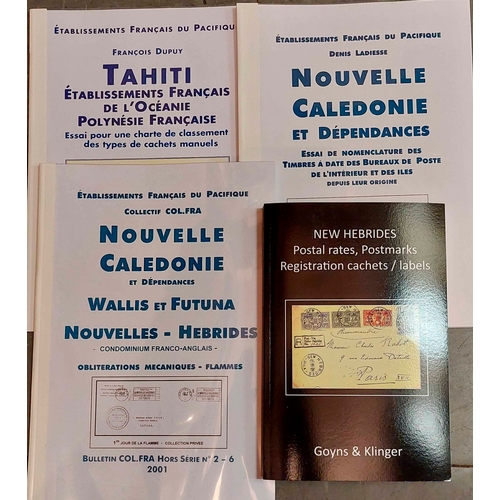 Établissements Français du Pacifique
François Dupuy
Tahiti
Établissements Français
de l'Océanie
Polynésie Française
Essai pour une charte de classement
des types de cachets manuels
Établissements Français du Pacifique
Denis Ladiesse
Nouvelle
Caledonie
et Dépendances
Essai de nomenclature des
Timbres à date des Bureaux de Poste
de l'intérieur et des iles
depuis leur origine
Établissements Français du Pacifique
Collectif COL.FRA
Nouvelle
Caledonie
et Dépendances
Wallis et Futuna
Nouvelles - Hebrides
- Condominium Franco-Anglais -
Obliterations Mecaniques - Flammes
1er Jour de la Flamme - Collection Privée
Bulletin COL.FRA Hors Série N° 2 - 6
2001
NEW HEBRIDES
Postal rates, Postmarks
Registration cachets / labels
Paris
Goyns & Klinger